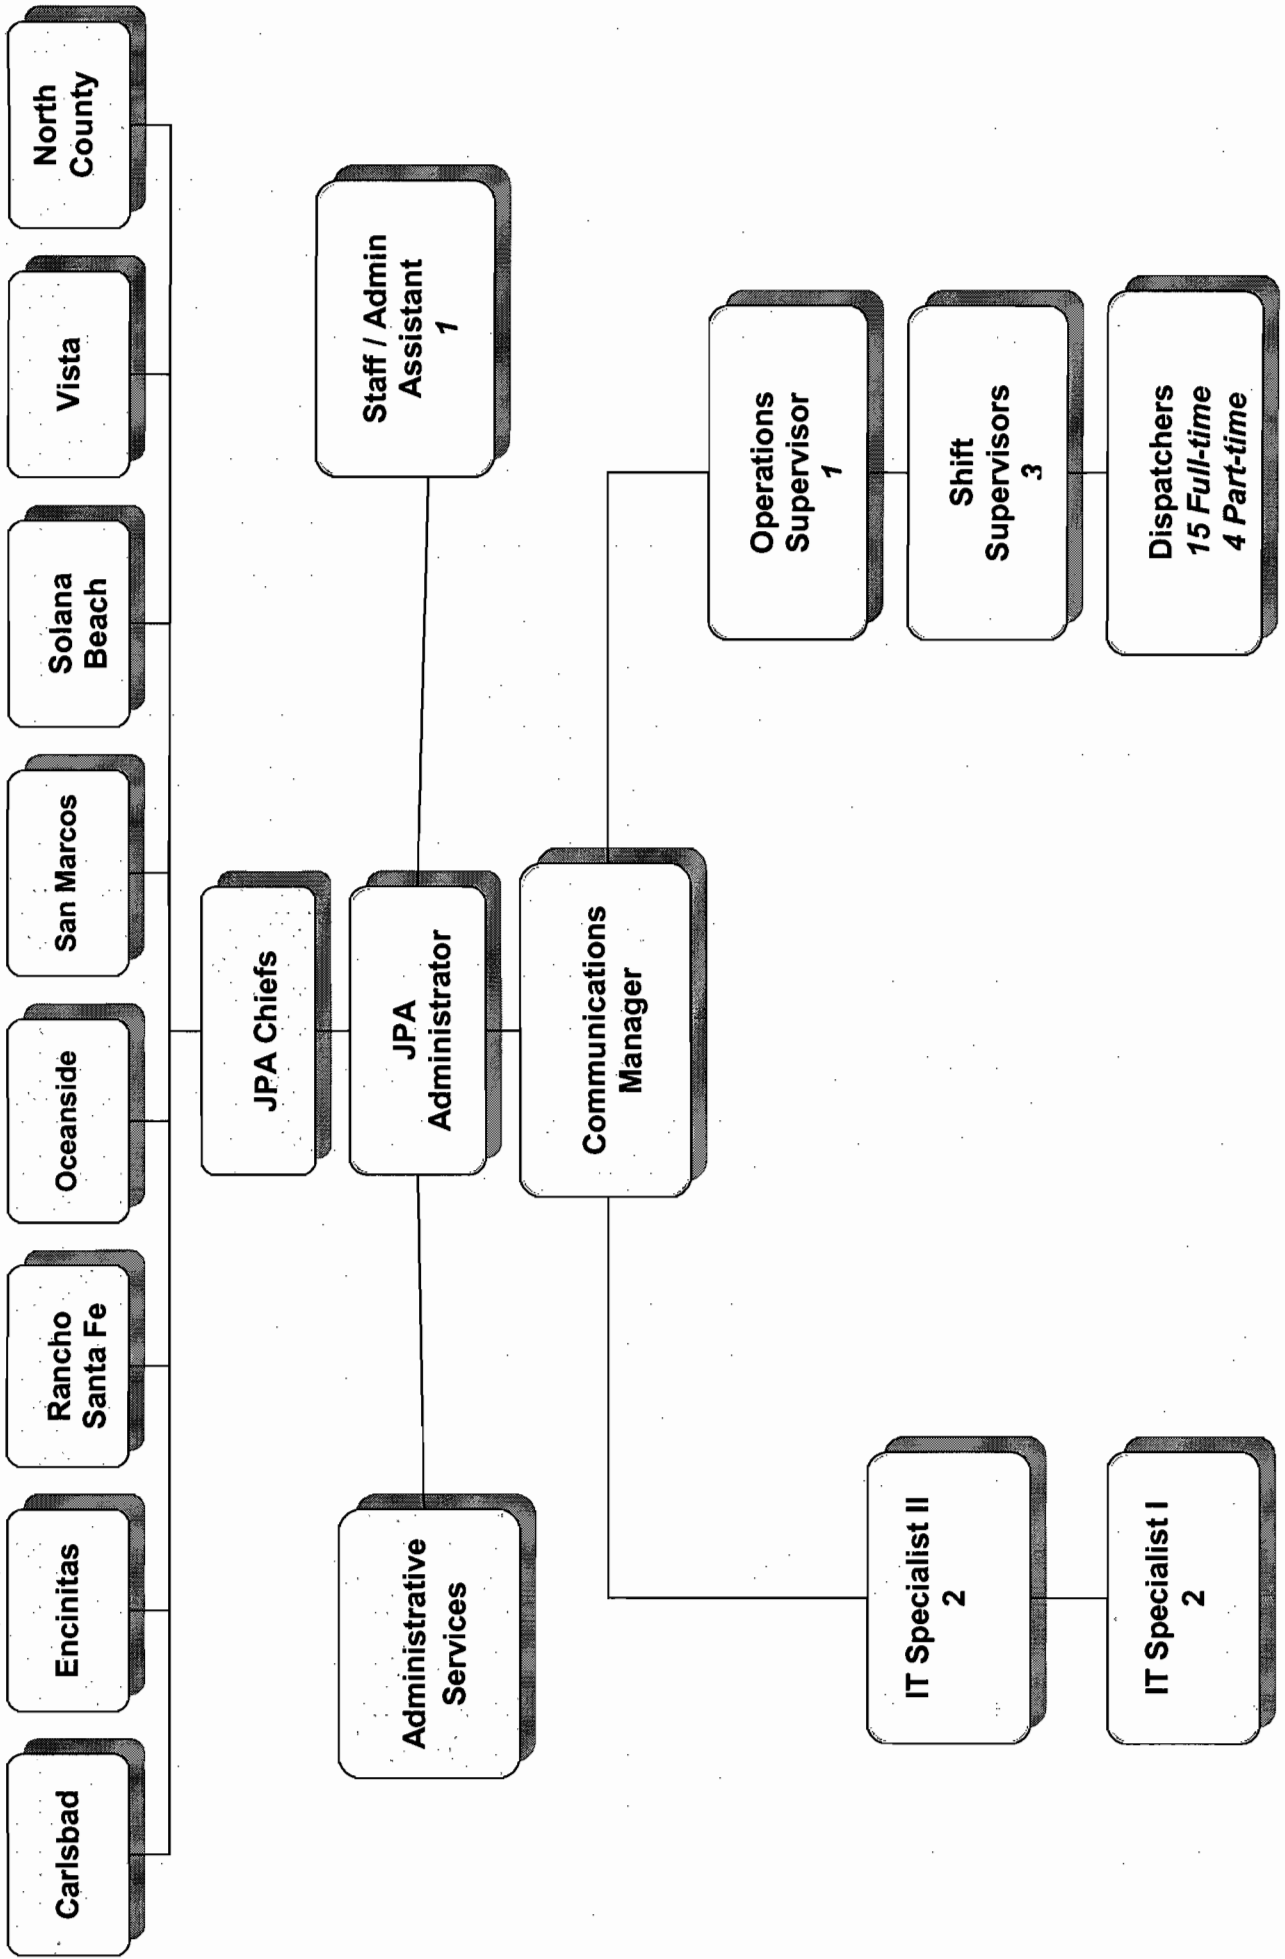 Carlsbad
Encinitas
Rancho
Santa Fe
Oceanside
San Marcos
Solana
Beach
Vista
North
County
JPA Chiefs
Administrative
Services
JPA
Administrator
Staff / Admin
Assistant
1
Communications
Manager
IT Specialist II
2
IT Specialist I
2
Operations
Supervisor
1
Shift
Supervisors
3
Dispatchers
15 Full-time
4 Part-time